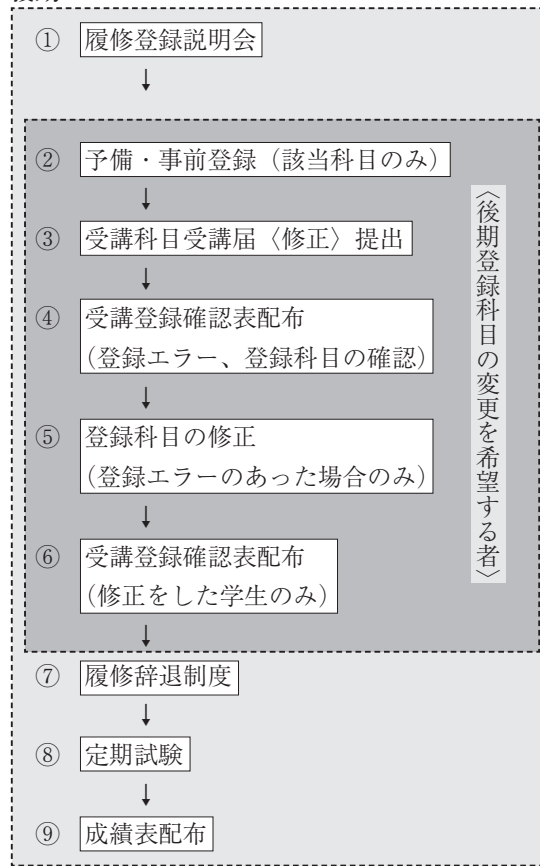 ① 履修登録説明会
↓
② 予備・事前登録（該当科目のみ）
↓
③ 受講科目受講届〈修正〉提出
↓
④ 受講登録確認表配布
（登録エラー、登録科目の確認）
↓
⑤ 登録科目の修正
（登録エラーのあった場合のみ）
↓
⑥ 受講登録確認表配布
（修正をした学生のみ）
〈後期登録科目の変更を希望する者〉
↓
⑦ 履修辞退制度
↓
⑧ 定期試験
↓
⑨ 成績表配布